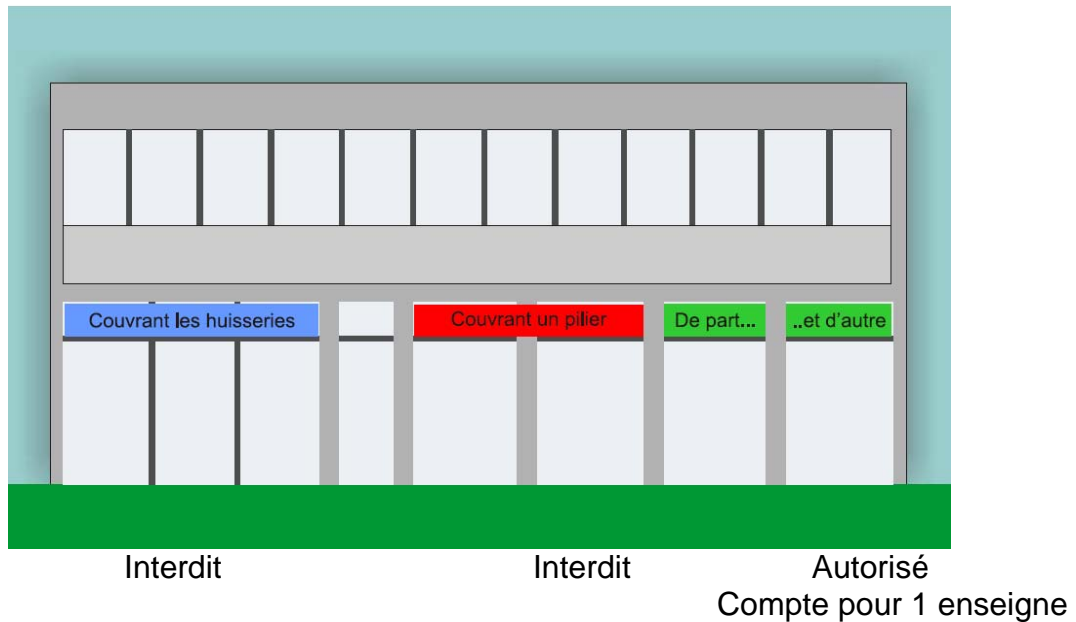 Couvrant les huisseries Couvrant un pilier De part... ..et d'autre
Interdit Interdit Autorisé
Compte pour 1 enseigne